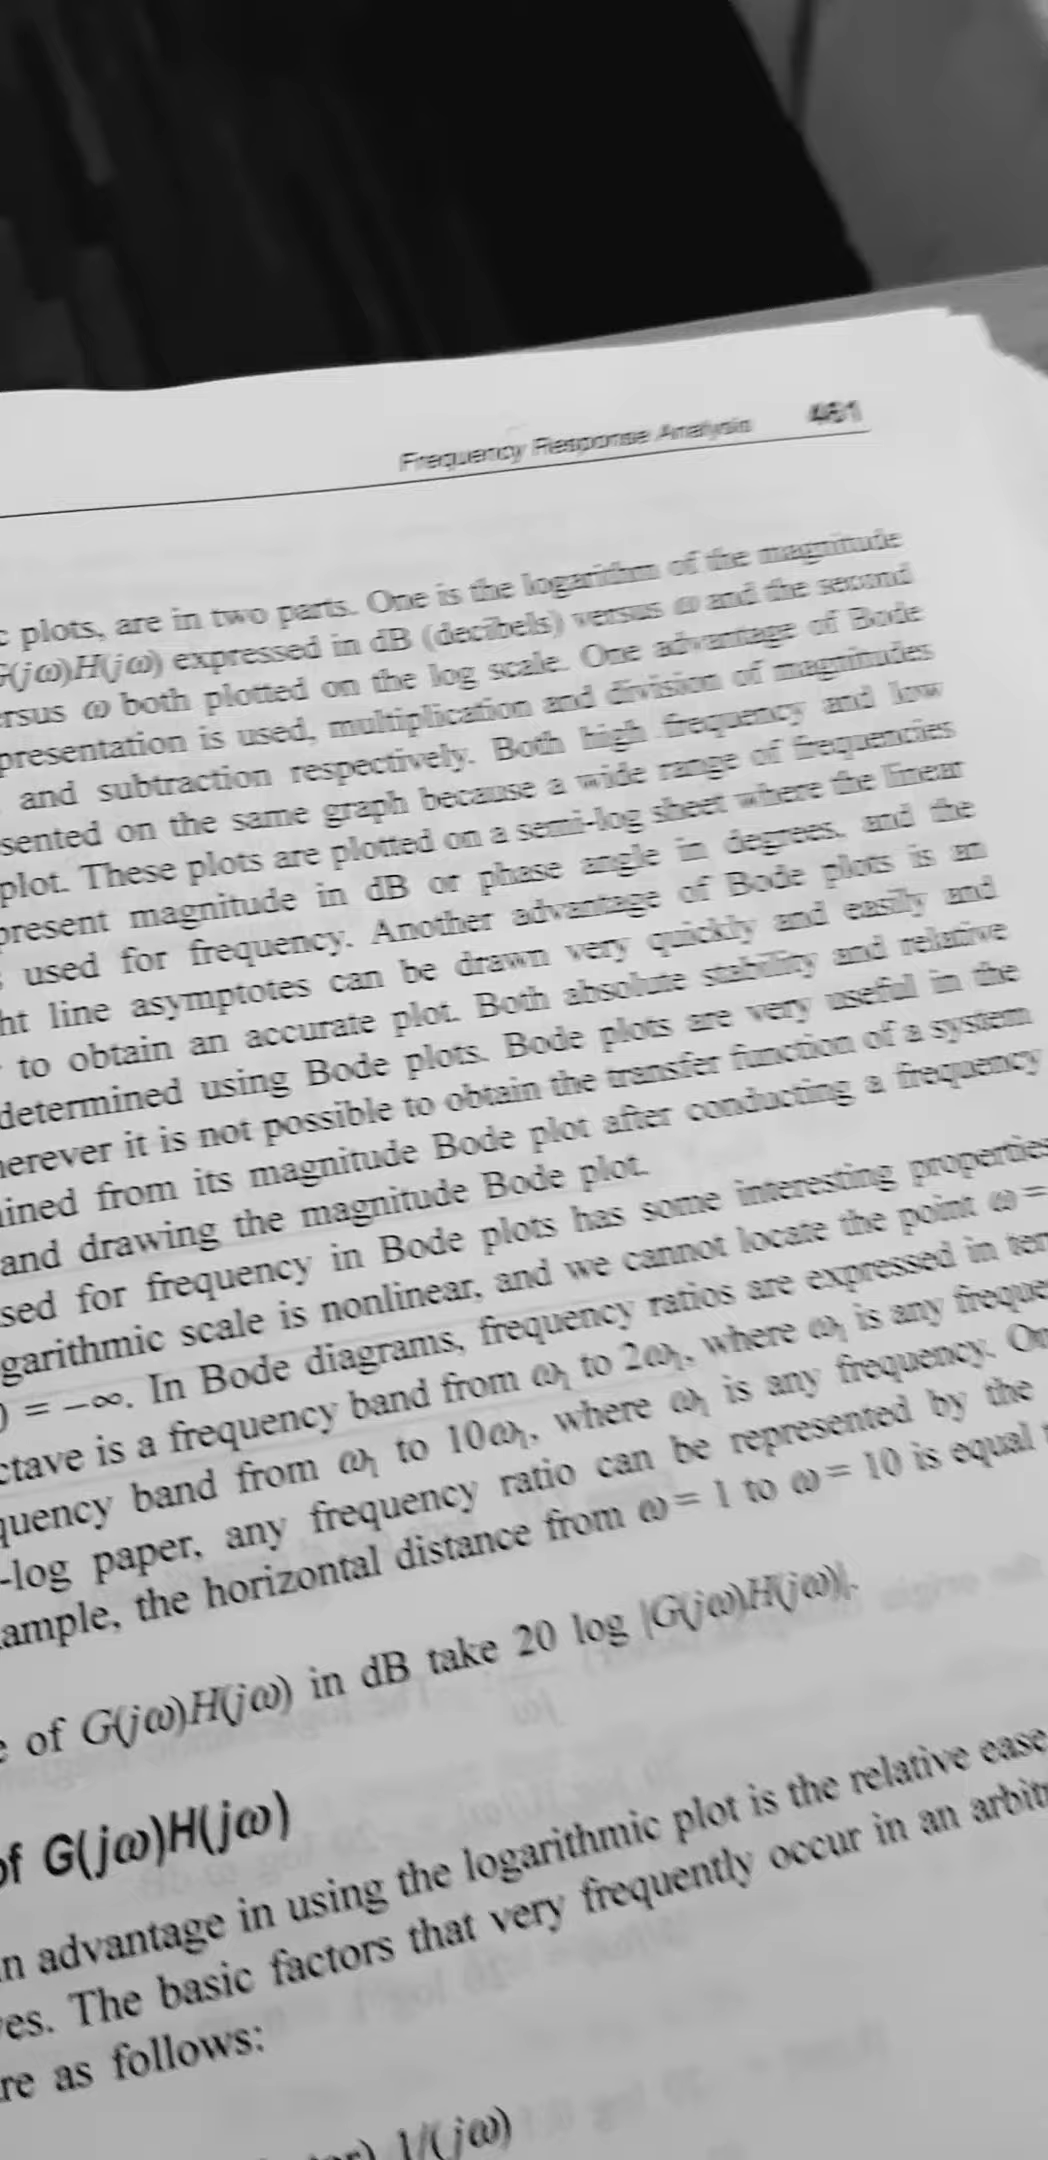 Frequency Response Analysis 461
c plots, are in two parts. One is the logarithm of the magnitude
G(jω)H(jω) expressed in dB (decibels) versus ω and the second
ersus ω both plotted on the log scale. One advantage of Bode
presentation is used, multiplication and division of magnitudes
and subtraction respectively. Both high frequency and low
sented on the same graph because a wide range of frequencies
plot. These plots are plotted on a semi-log sheet where the linear
present magnitude in dB or phase angle in degrees, and the
used for frequency. Another advantage of Bode plots is an
ht line asymptotes can be drawn very quickly and easily and
to obtain an accurate plot. Both absolute stability and relative
determined using Bode plots. Bode plots are very useful in the
herever it is not possible to obtain the transfer function of a system
ained from its magnitude Bode plot after conducting a frequency
and drawing the magnitude Bode plot.
sed for frequency in Bode plots has some interesting properties
garithmic scale is nonlinear, and we cannot locate the point ω =
) = −∞. In Bode diagrams, frequency ratios are expressed in ter
ctave is a frequency band from ω₁ to 2ω₁, where ω₁ is any freque
quency band from ω₁ to 10ω₁, where ω₁ is any frequency. On
-log paper, any frequency ratio can be represented by the
ample, the horizontal distance from ω = 1 to ω = 10 is equal t
e of G(jω)H(jω) in dB take 20 log |G(jω)H(jω)|.
of G(jω)H(jω)
n advantage in using the logarithmic plot is the relative ease
ves. The basic factors that very frequently occur in an arbitr
re as follows:
tor) 1/(jω)